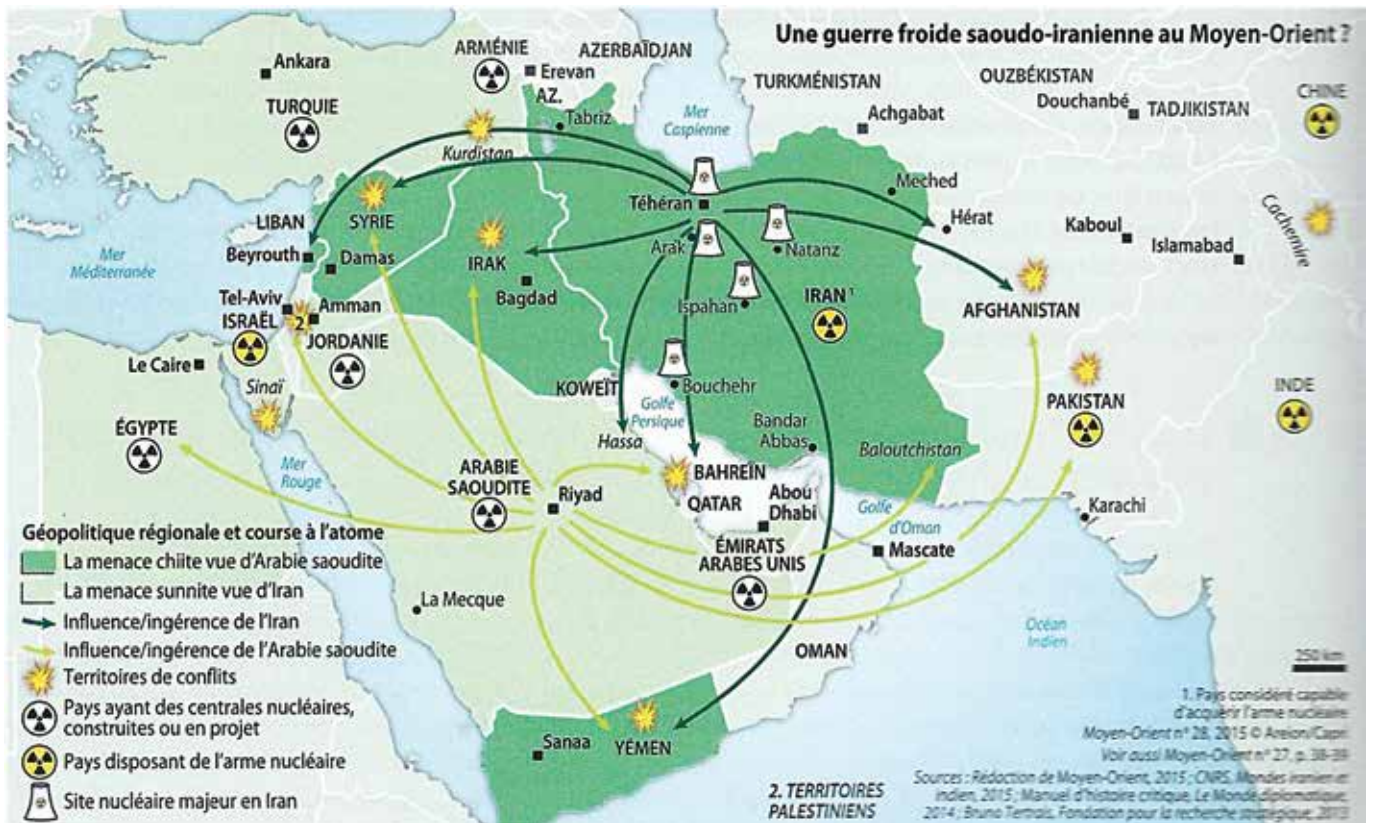 Une guerre froide saoudo-iranienne au Moyen-Orient ?
ARMÉNIE
AZERBAÏDJAN
Ankara
Erevan
AZ.
TURQUIE
Tabriz
Kurdistan
Mer
Caspienne
TURKMÉNISTAN
OUZBÉKISTAN
Douchanbé
TADJIKISTAN
CHINE
Achgabat
Meched
Téhéran
Hérat
Kaboul
Islamabad
Cachemire
LIBAN
SYRIE
Beyrouth
Damas
Mer
Méditerranée
IRAK
Bagdad
Arak
Natanz
Ispahan
IRAN¹
AFGHANISTAN
Tel-Aviv
ISRAËL
2
Amman
JORDANIE
Le Caire
Sinaï
KOWEÏT
Bouchehr
Golfe
Persique
Bandar
Abbas
Baloutchistan
PAKISTAN
INDE
ÉGYPTE
Hassa
Mer
Rouge
ARABIE
SAOUDITE
Riyad
BAHREÏN
QATAR
Abou
Dhabi
Golfe
d'Oman
Karachi
ÉMIRATS
ARABES UNIS
Mascate
La Mecque
OMAN
Océan
Indien
Sanaa
YÉMEN
Géopolitique régionale et course à l'atome
La menace chiite vue d'Arabie saoudite
La menace sunnite vue d'Iran
Influence/ingérence de l'Iran
Influence/ingérence de l'Arabie saoudite
Territoires de conflits
Pays ayant des centrales nucléaires,
construites ou en projet
Pays disposant de l'arme nucléaire
Site nucléaire majeur en Iran
2. TERRITOIRES
PALESTINIENS
250 km
1. Pays considéré capable
d'acquérir l'arme nucléaire
Moyen-Orient n° 28, 2015 © Areion/Capri
Voir aussi Moyen-Orient n° 27, p. 38-39
Sources : Rédaction de Moyen-Orient, 2015 ; CNRS, Mondes iranien et
indien, 2015 ; Manuel d'histoire critique, Le Monde diplomatique,
2014 ; Bruno Tertrais, Fondation pour la recherche stratégique, 2013